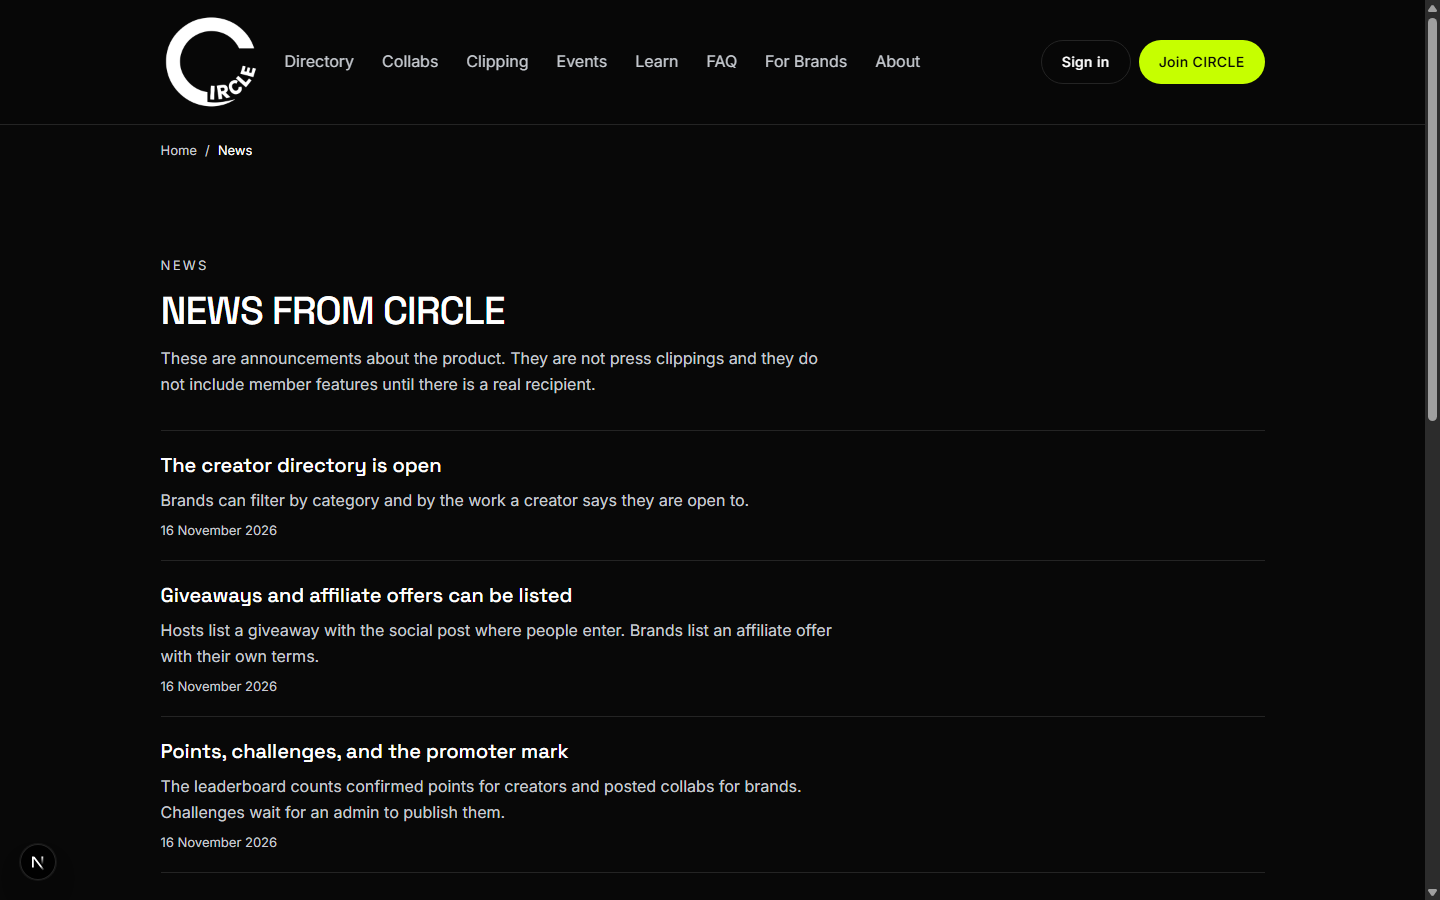 CIRCLE
Directory
Collabs
Clipping
Events
Learn
FAQ
For Brands
About
Sign in
Join CIRCLE
Home / News
NEWS
NEWS FROM CIRCLE
These are announcements about the product. They are not press clippings and they do
not include member features until there is a real recipient.
The creator directory is open
Brands can filter by category and by the work a creator says they are open to.
16 November 2026
Giveaways and affiliate offers can be listed
Hosts list a giveaway with the social post where people enter. Brands list an affiliate offer
with their own terms.
16 November 2026
Points, challenges, and the promoter mark
The leaderboard counts confirmed points for creators and posted collabs for brands.
Challenges wait for an admin to publish them.
16 November 2026
N